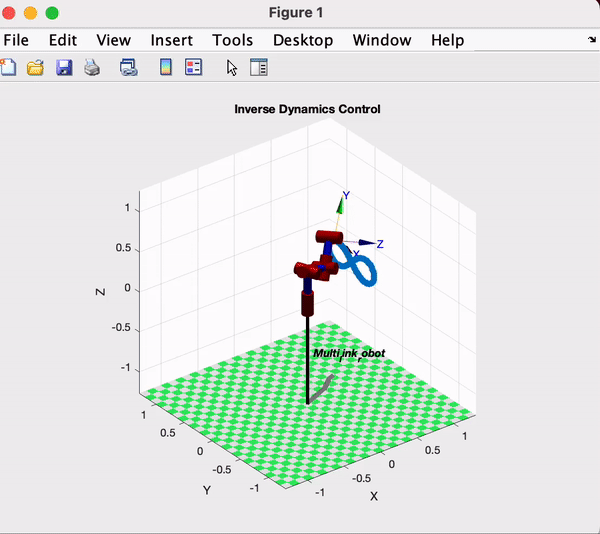 Figure 1
File Edit View Insert Tools Desktop Window Help
Inverse Dynamics Control
Y
Z
X
1
0.5
0
-0.5
-1
Z
Multi_link_robot
1
0.5
0
-0.5
-1
Y
-1
-0.5
0
0.5
1
X